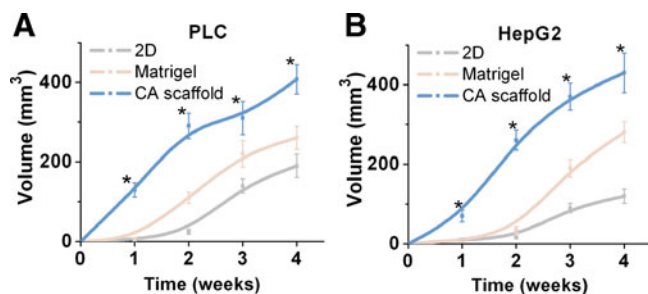 A
PLC
2D
Matrigel
CA scaffold
Volume (mm³)
400
200
0
* * * *
0 1 2 3 4
Time (weeks)
B
HepG2
2D
Matrigel
CA scaffold
Volume (mm³)
400
200
0
* * * *
0 1 2 3 4
Time (weeks)